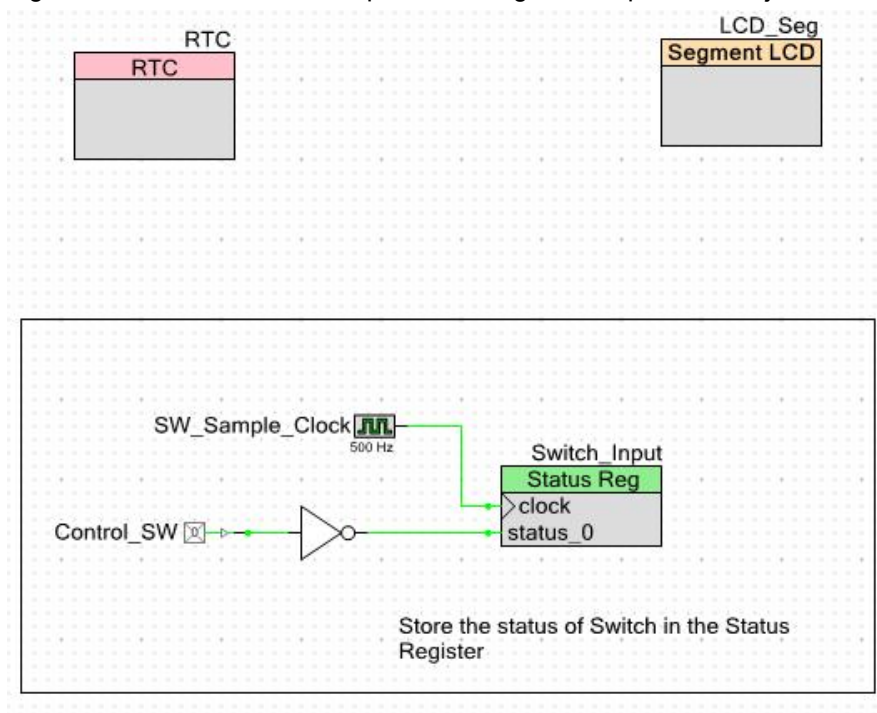 RTC
RTC
LCD_Seg
Segment LCD
SW_Sample_Clock
500 Hz
Switch_Input
Status Reg
clock
Control_SW
status_0
Store the status of Switch in the Status
Register